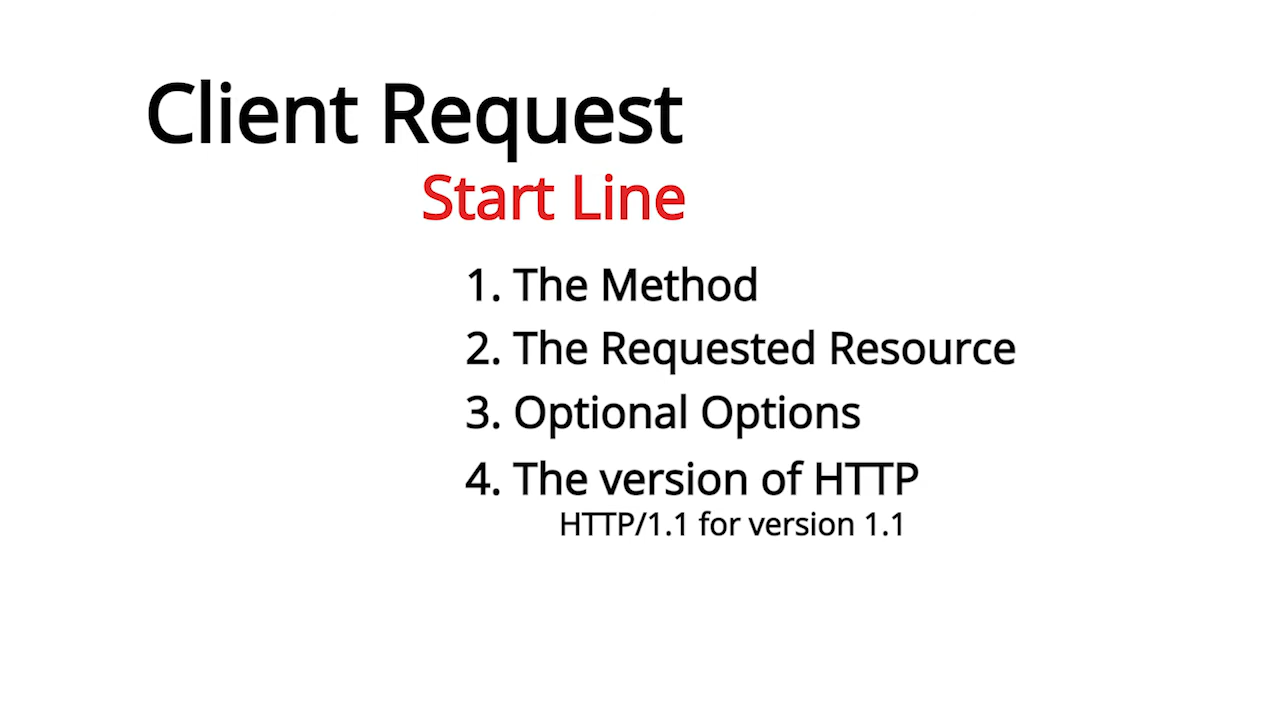 Client Request
Start Line
1. The Method
2. The Requested Resource
3. Optional Options
4. The version of HTTP
HTTP/1.1 for version 1.1